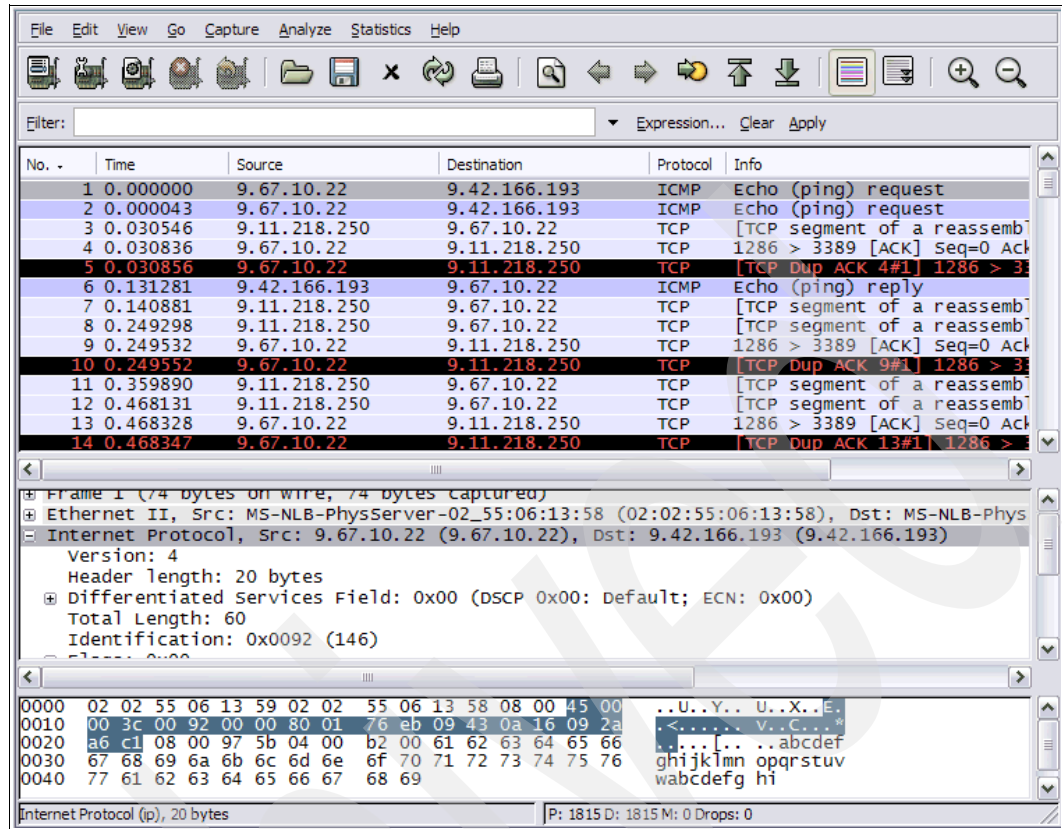 File Edit View Go Capture Analyze Statistics Help
Filter: Expression... Clear Apply
No. - Time Source Destination Protocol Info
1 0.000000 9.67.10.22 9.42.166.193 ICMP Echo (ping) request
2 0.000043 9.67.10.22 9.42.166.193 ICMP Echo (ping) request
3 0.030546 9.11.218.250 9.67.10.22 TCP [TCP segment of a reassembl
4 0.030836 9.67.10.22 9.11.218.250 TCP 1286 > 3389 [ACK] Seq=0 Ack
5 0.030856 9.67.10.22 9.11.218.250 TCP [TCP Dup ACK 4#1] 1286 > 33
6 0.131281 9.42.166.193 9.67.10.22 ICMP Echo (ping) reply
7 0.140881 9.11.218.250 9.67.10.22 TCP [TCP segment of a reassembl
8 0.249298 9.11.218.250 9.67.10.22 TCP [TCP segment of a reassembl
9 0.249532 9.67.10.22 9.11.218.250 TCP 1286 > 3389 [ACK] Seq=0 Ack
10 0.249552 9.67.10.22 9.11.218.250 TCP [TCP Dup ACK 9#1] 1286 > 33
11 0.359890 9.11.218.250 9.67.10.22 TCP [TCP segment of a reassembl
12 0.468131 9.11.218.250 9.67.10.22 TCP [TCP segment of a reassembl
13 0.468328 9.67.10.22 9.11.218.250 TCP 1286 > 3389 [ACK] Seq=0 Ack
14 0.468347 9.67.10.22 9.11.218.250 TCP [TCP Dup ACK 13#1] 1286 > 3
Frame 1 (74 bytes on wire, 74 bytes captured)
Ethernet II, Src: MS-NLB-PhysServer-02_55:06:13:58 (02:02:55:06:13:58), Dst: MS-NLB-Phys
Internet Protocol, Src: 9.67.10.22 (9.67.10.22), Dst: 9.42.166.193 (9.42.166.193)
Version: 4
Header length: 20 bytes
Differentiated Services Field: 0x00 (DSCP 0x00: Default; ECN: 0x00)
Total Length: 60
Identification: 0x0092 (146)
Flags: 0x00
0000 02 02 55 06 13 59 02 02 55 06 13 58 08 00 45 00 ..U..Y.. U..X..E.
0010 00 3c 00 92 00 00 80 01 76 eb 09 43 0a 16 09 2a .<...... v..C...*
0020 a6 c1 08 00 97 5b 04 00 b2 00 61 62 63 64 65 66 .....[.. ..abcdef
0030 67 68 69 6a 6b 6c 6d 6e 6f 70 71 72 73 74 75 76 ghijklmn opqrstuv
0040 77 61 62 63 64 65 66 67 68 69 wabcdefg hi
Internet Protocol (ip), 20 bytes P: 1815 D: 1815 M: 0 Drops: 0